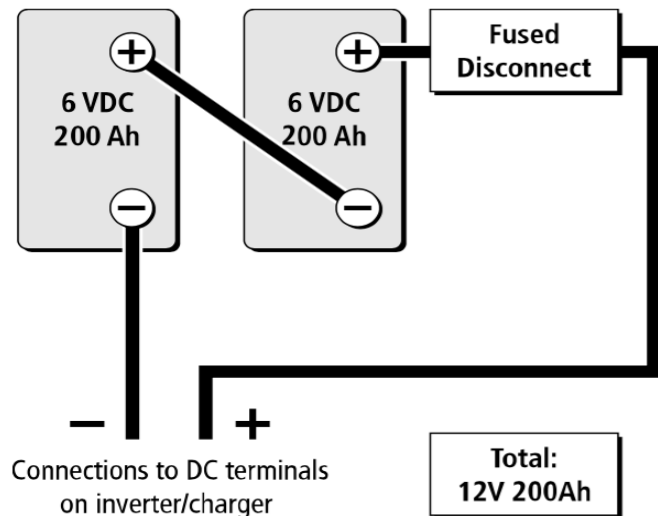 +
6 VDC
200 Ah
−
+
6 VDC
200 Ah
−
Fused
Disconnect
− +
Connections to DC terminals
on inverter/charger
Total:
12V 200Ah